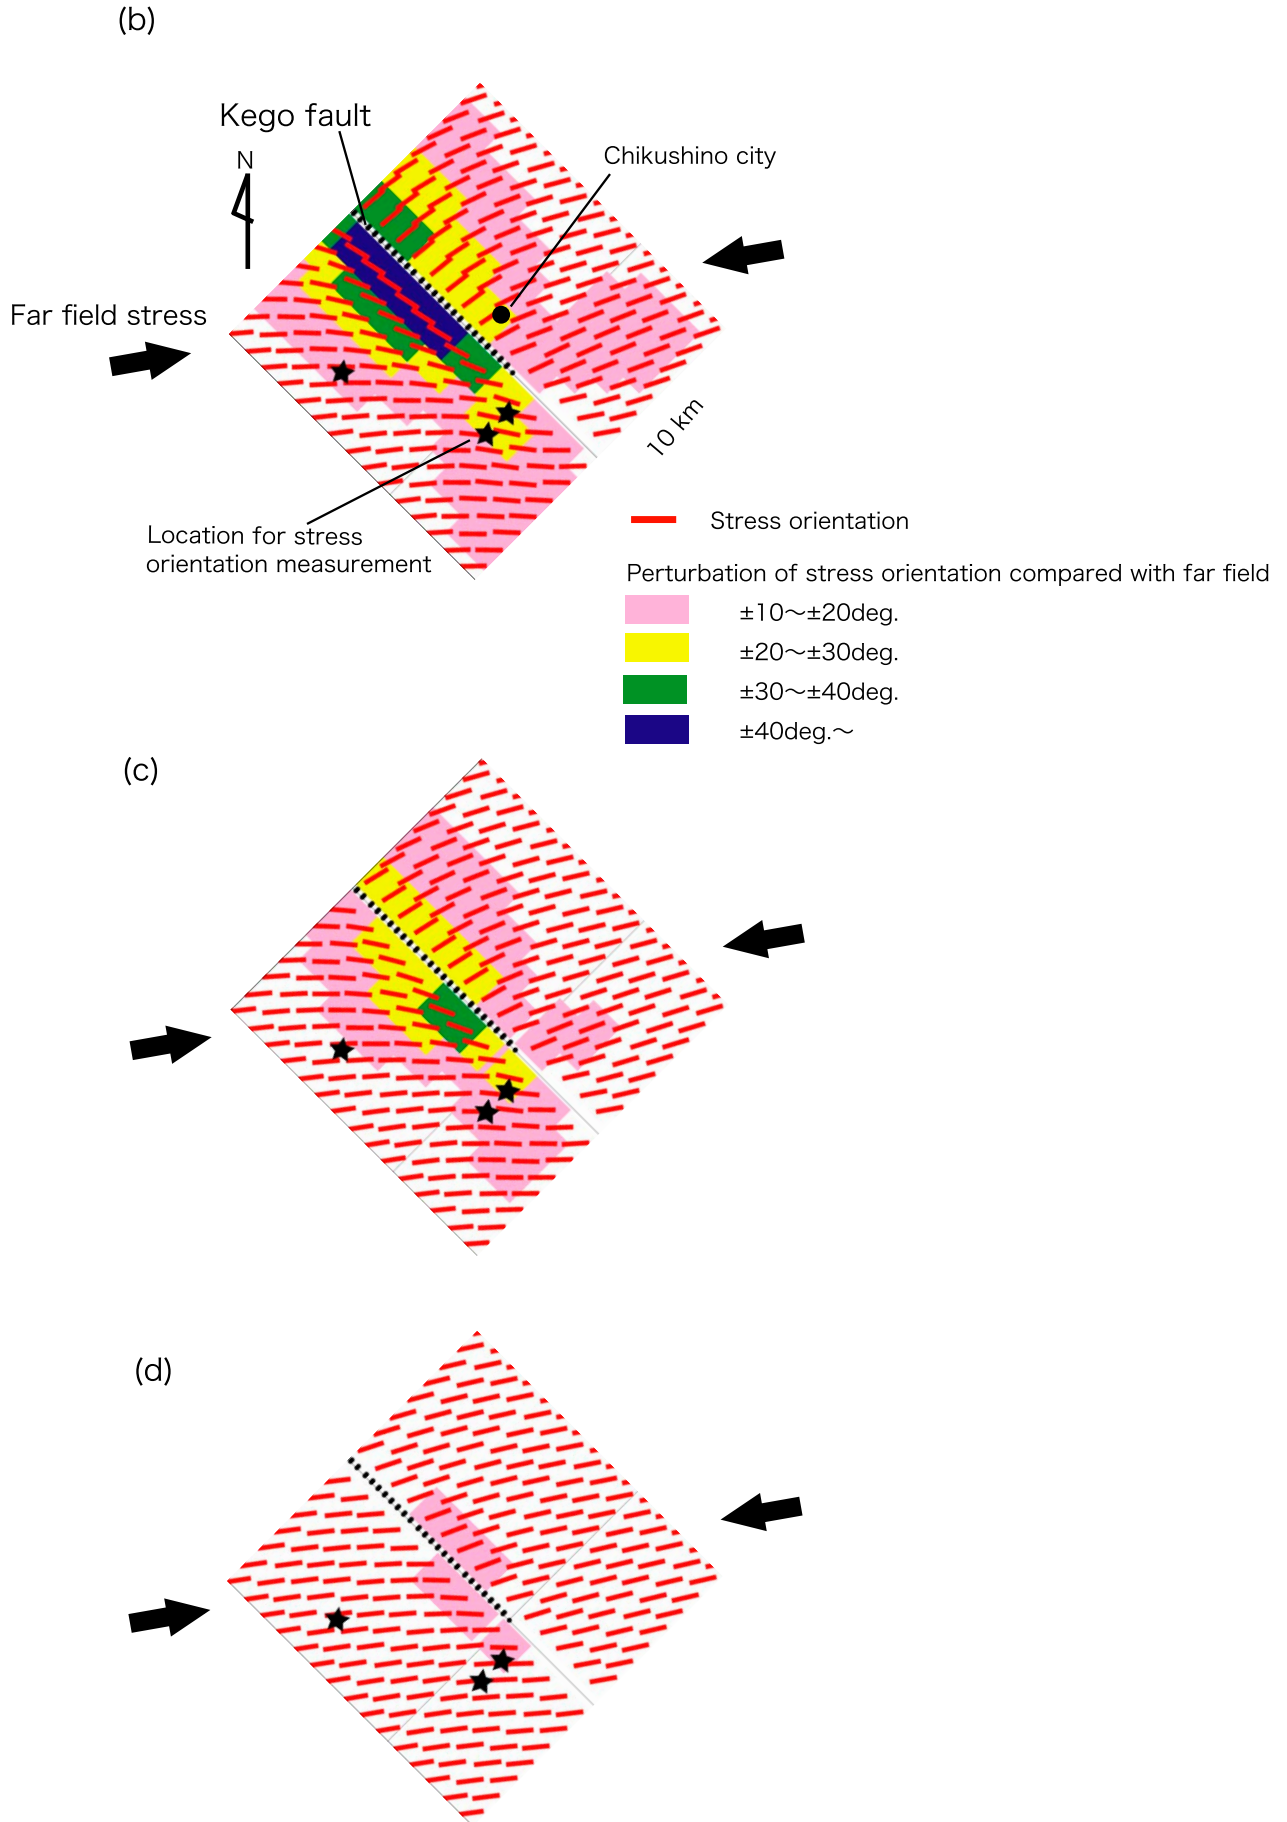 (b)
Kego fault
N
Chikushino city
Far field stress
10 km
Location for stress
orientation measurement
Stress orientation
Perturbation of stress orientation compared with far field
±10～±20deg.
±20～±30deg.
±30～±40deg.
±40deg.～
(c)
(d)